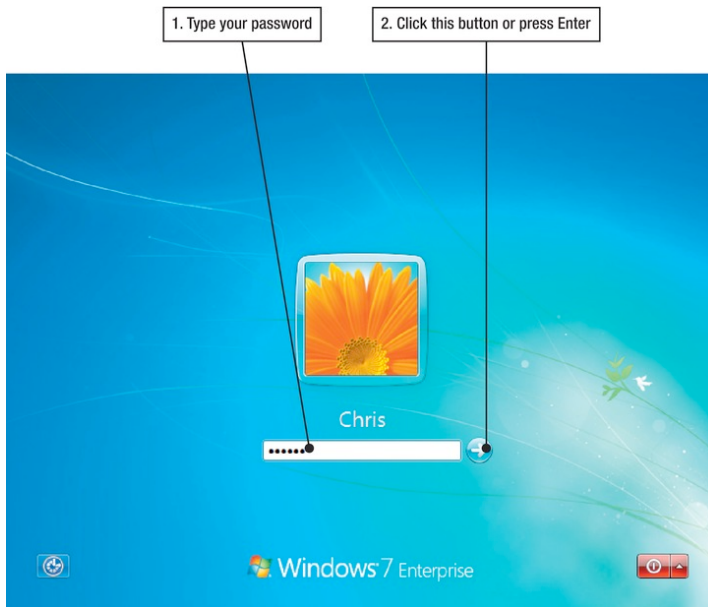 1. Type your password
2. Click this button or press Enter
Chris
Windows 7 Enterprise